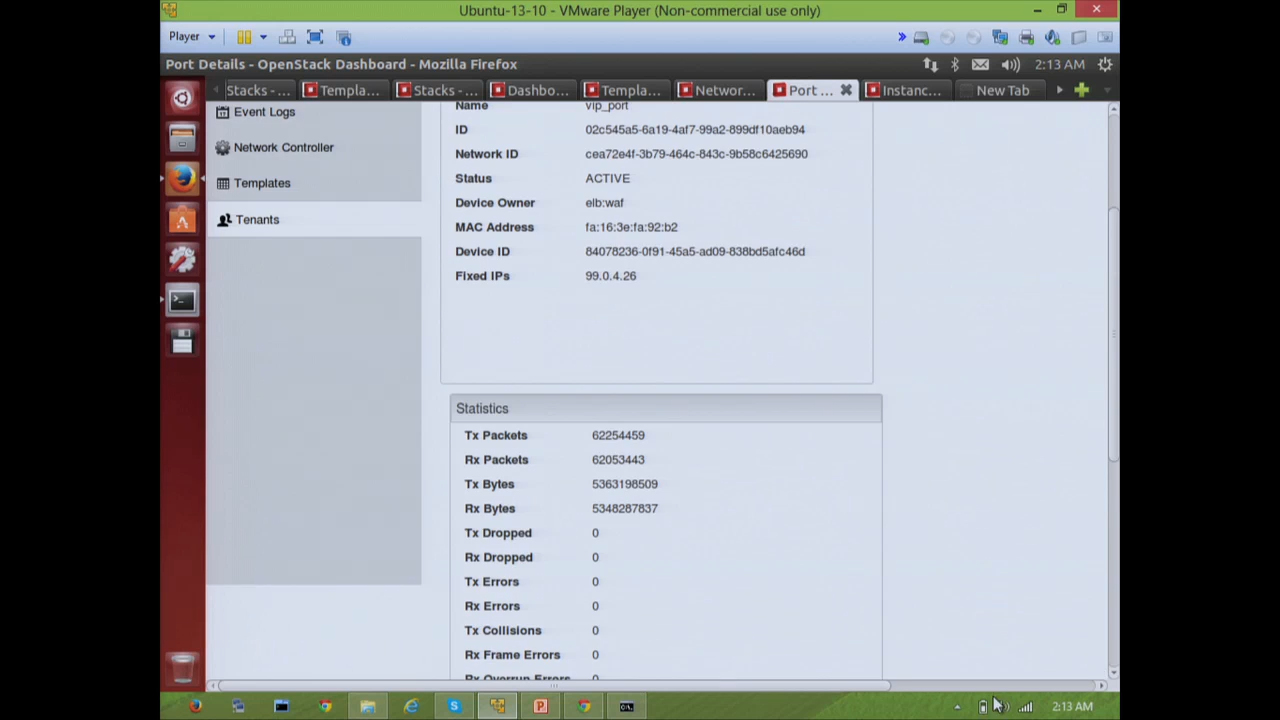 Ubuntu-13-10 - VMware Player (Non-commercial use only)
Player
Port Details - OpenStack Dashboard - Mozilla Firefox
2:13 AM
Stacks - ...
Templa...
Stacks - ...
Dashbo...
Templa...
Networ...
Port ...
Instanc...
New Tab
Event Logs
Network Controller
Templates
Tenants
Name vip_port
ID 02c545a5-6a19-4af7-99a2-899df10aeb94
Network ID cea72e4f-3b79-464c-843c-9b58c6425690
Status ACTIVE
Device Owner elb:waf
MAC Address fa:16:3e:fa:92:b2
Device ID 84078236-0f91-45a5-ad09-838bd5afc46d
Fixed IPs 99.0.4.26
Statistics
Tx Packets 62254459
Rx Packets 62053443
Tx Bytes 5363198509
Rx Bytes 5348287837
Tx Dropped 0
Rx Dropped 0
Tx Errors 0
Rx Errors 0
Tx Collisions 0
Rx Frame Errors 0
Rx Overrun Errors 0
2:13 AM